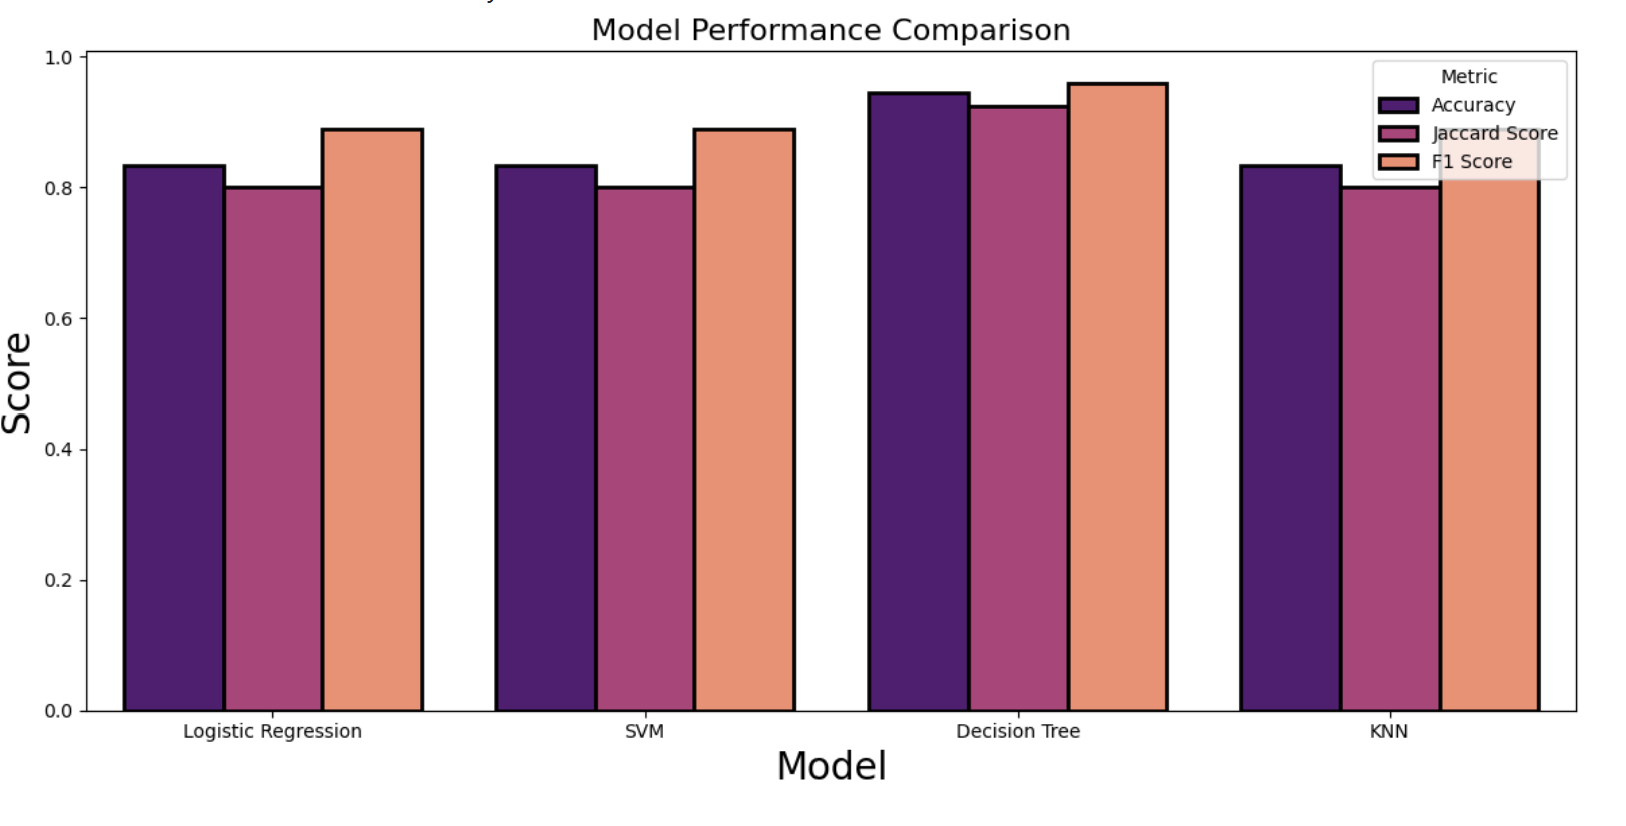 Model Performance Comparison
1.0
0.8
0.6
0.4
0.2
0.0
Score
Metric
Accuracy
Jaccard Score
F1 Score
Logistic Regression
SVM
Decision Tree
KNN
Model